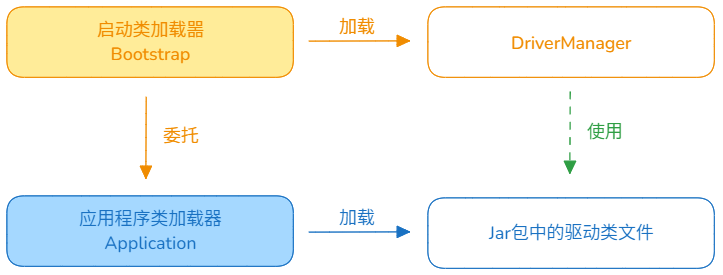 启动类加载器
Bootstrap
加载
DriverManager
委托
使用
应用程序类加载器
Application
加载
Jar包中的驱动类文件